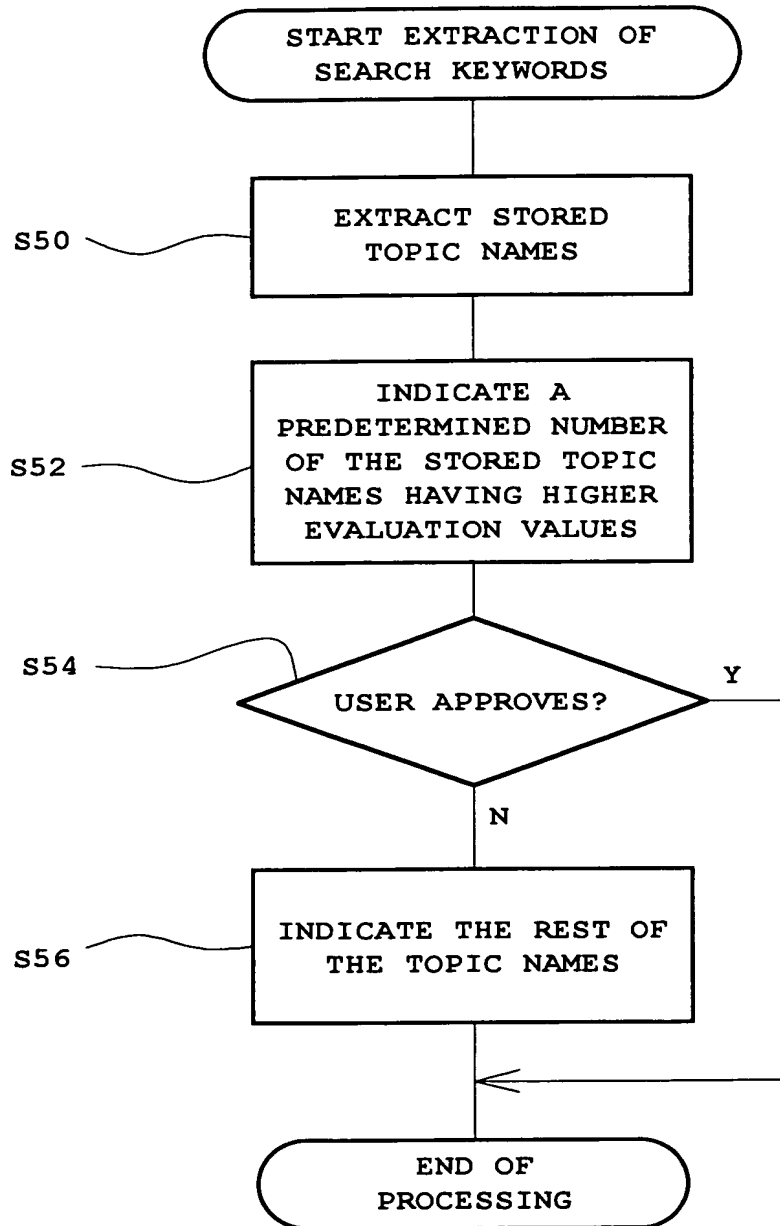 START EXTRACTION OF
SEARCH KEYWORDS
S50
EXTRACT STORED
TOPIC NAMES
S52
INDICATE A
PREDETERMINED NUMBER
OF THE STORED TOPIC
NAMES HAVING HIGHER
EVALUATION VALUES
S54
USER APPROVES?
Y
N
S56
INDICATE THE REST OF
THE TOPIC NAMES
END OF
PROCESSING